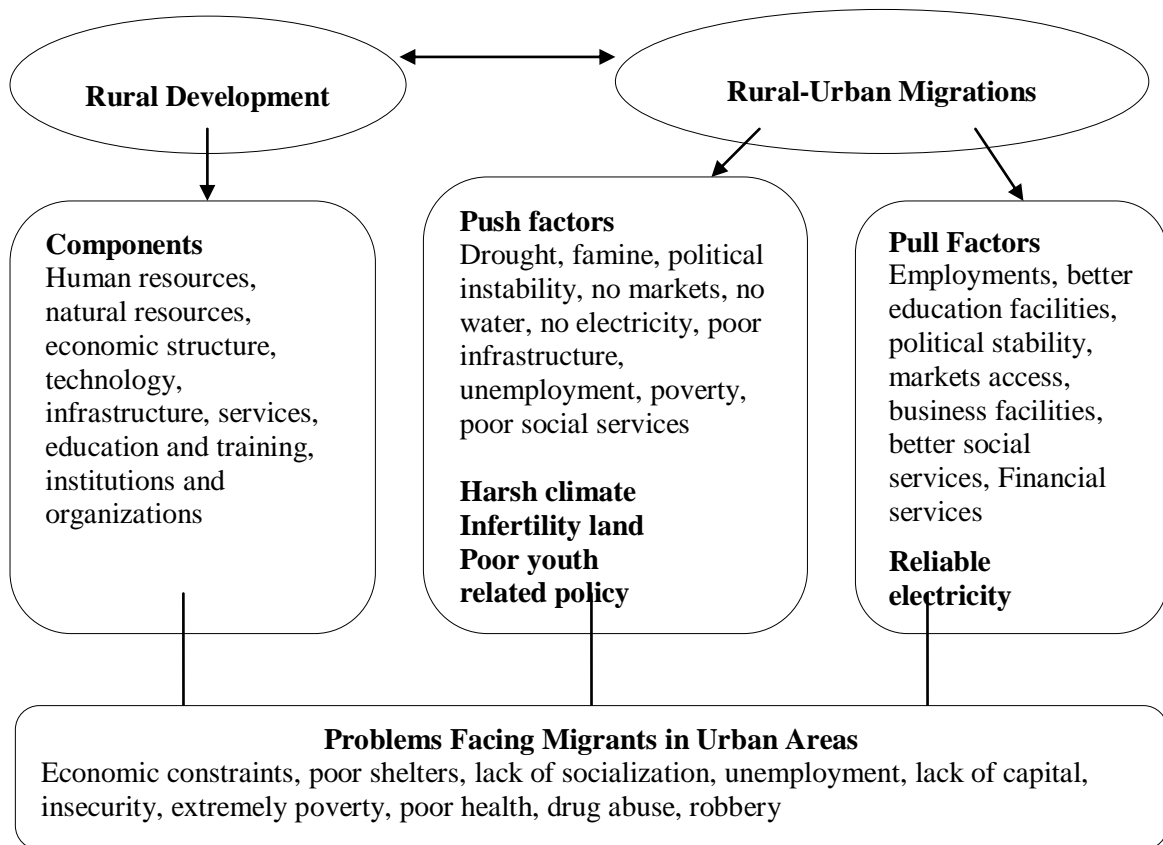 Rural Development
Rural-Urban Migrations
Components
Human resources,
natural resources,
economic structure,
technology,
infrastructure, services,
education and training,
institutions and
organizations
Push factors
Drought, famine, political
instability, no markets, no
water, no electricity, poor
infrastructure,
unemployment, poverty,
poor social services
Harsh climate
Infertility land
Poor youth
related policy
Pull Factors
Employments, better
education facilities,
political stability,
markets access,
business facilities,
better social
services, Financial
services
Reliable
electricity
Problems Facing Migrants in Urban Areas
Economic constraints, poor shelters, lack of socialization, unemployment, lack of capital,
insecurity, extremely poverty, poor health, drug abuse, robbery